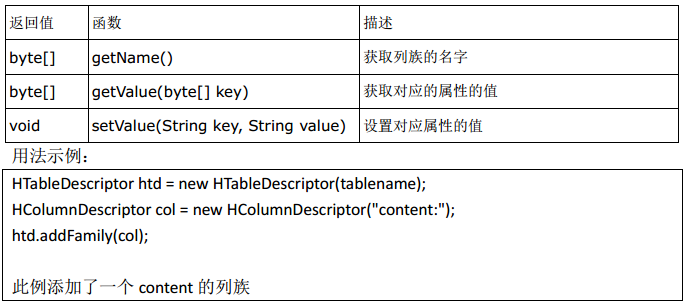 返回值 函数 描述
byte[] getName() 获取列族的名字
byte[] getValue(byte[] key) 获取对应的属性的值
void setValue(String key, String value) 设置对应属性的值
用法示例：
HTableDescriptor htd = new HTableDescriptor(tablename);
HColumnDescriptor col = new HColumnDescriptor("content:");
htd.addFamily(col);
此例添加了一个 content 的列族